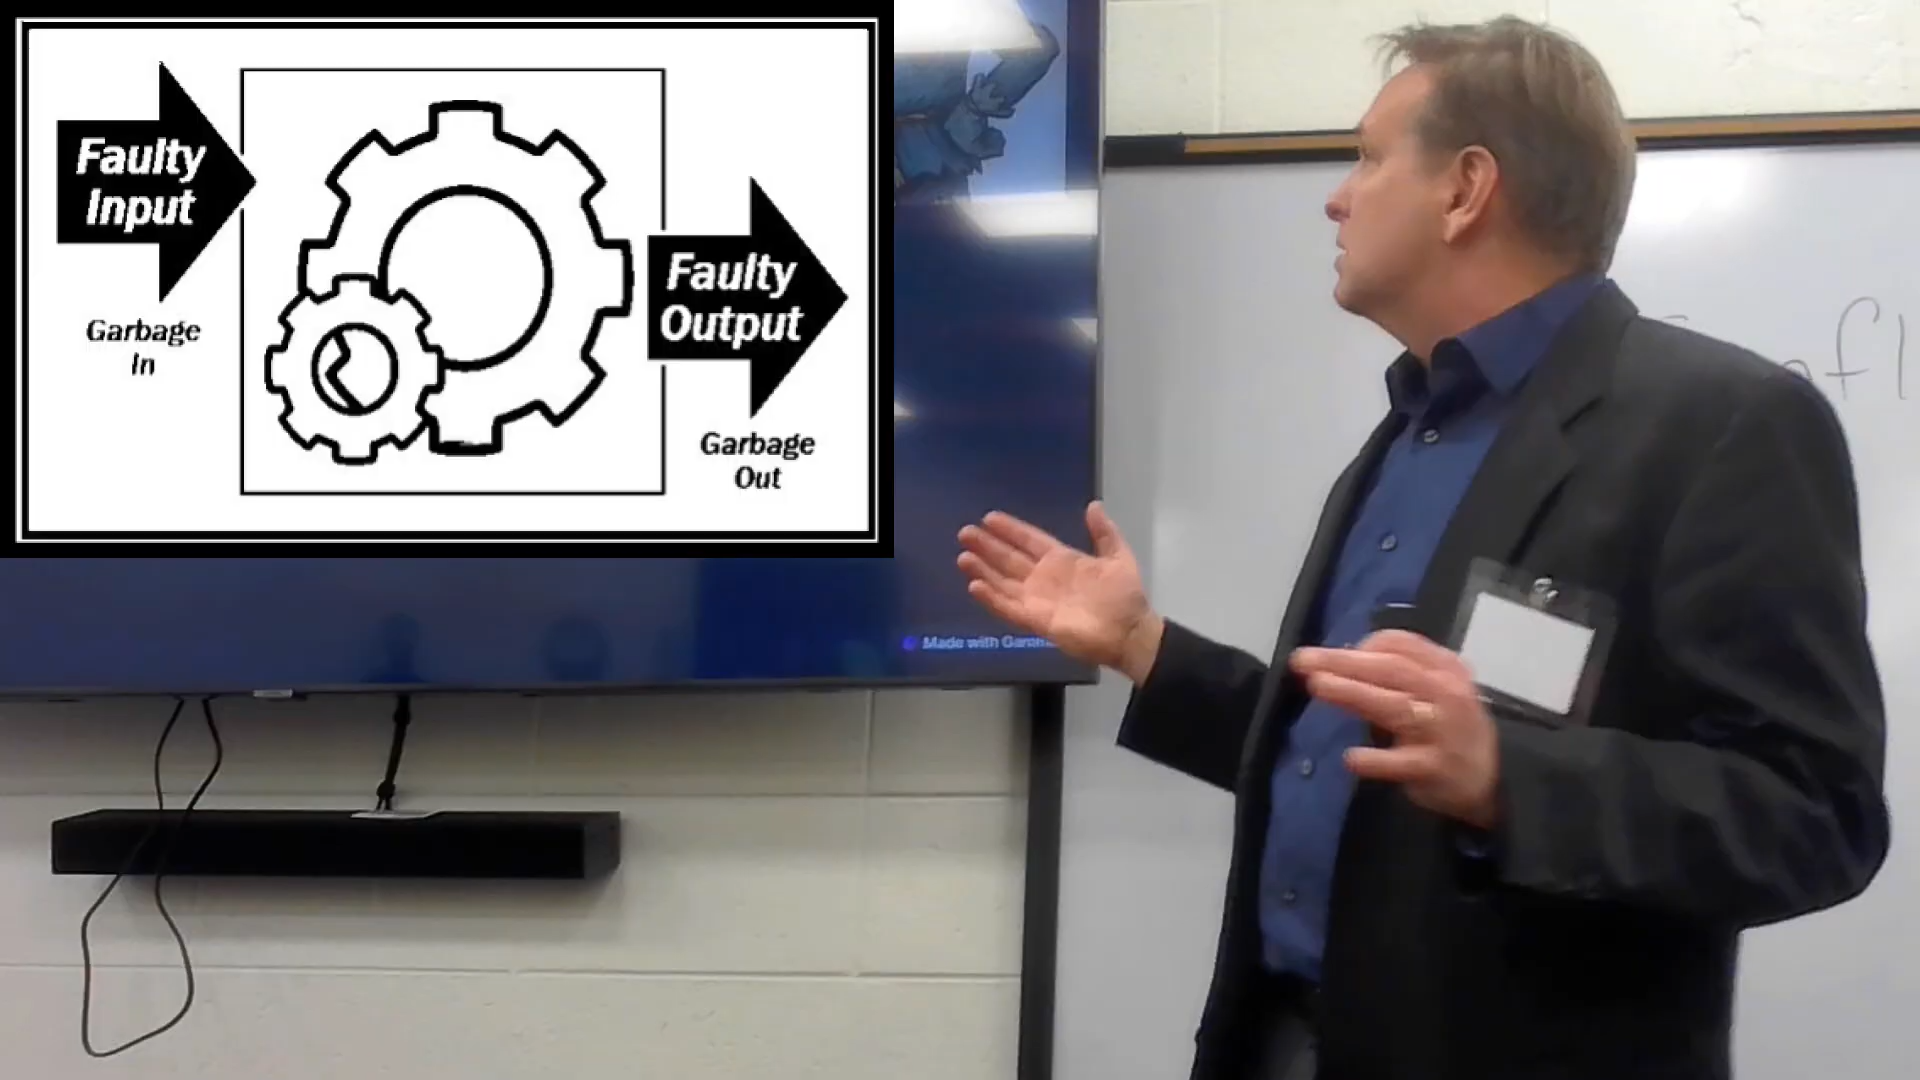 Faulty
Input
Garbage
In
Faulty
Output
Garbage
Out
Made with